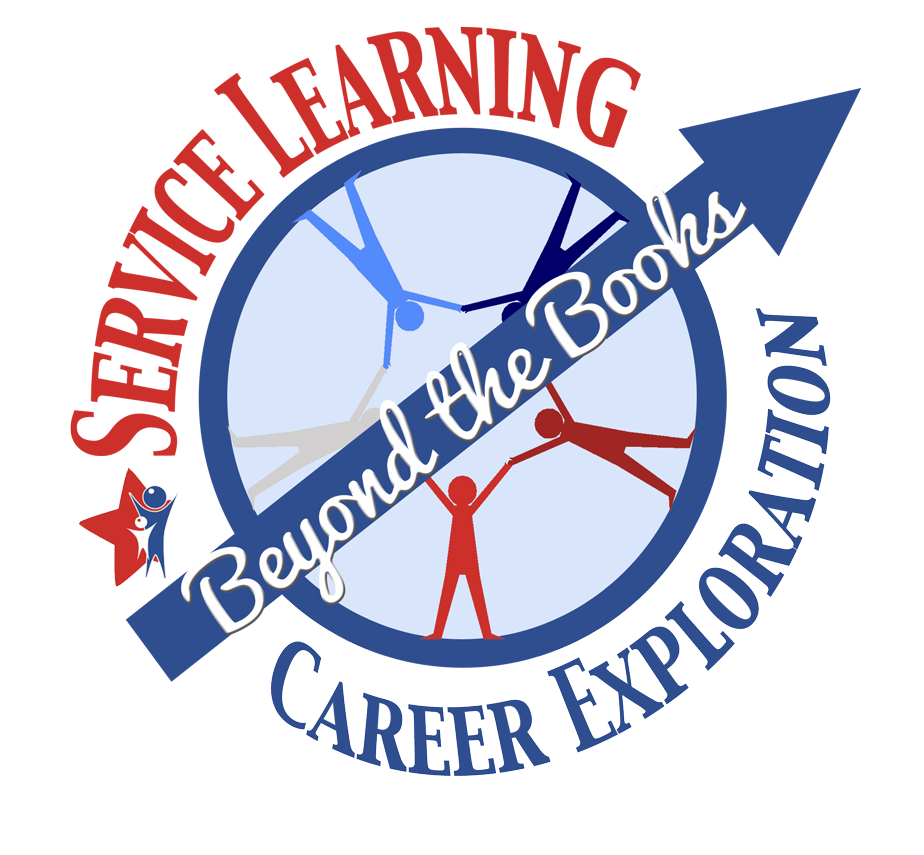 SERVICE LEARNING
Beyond the Books
CAREER EXPLORATION